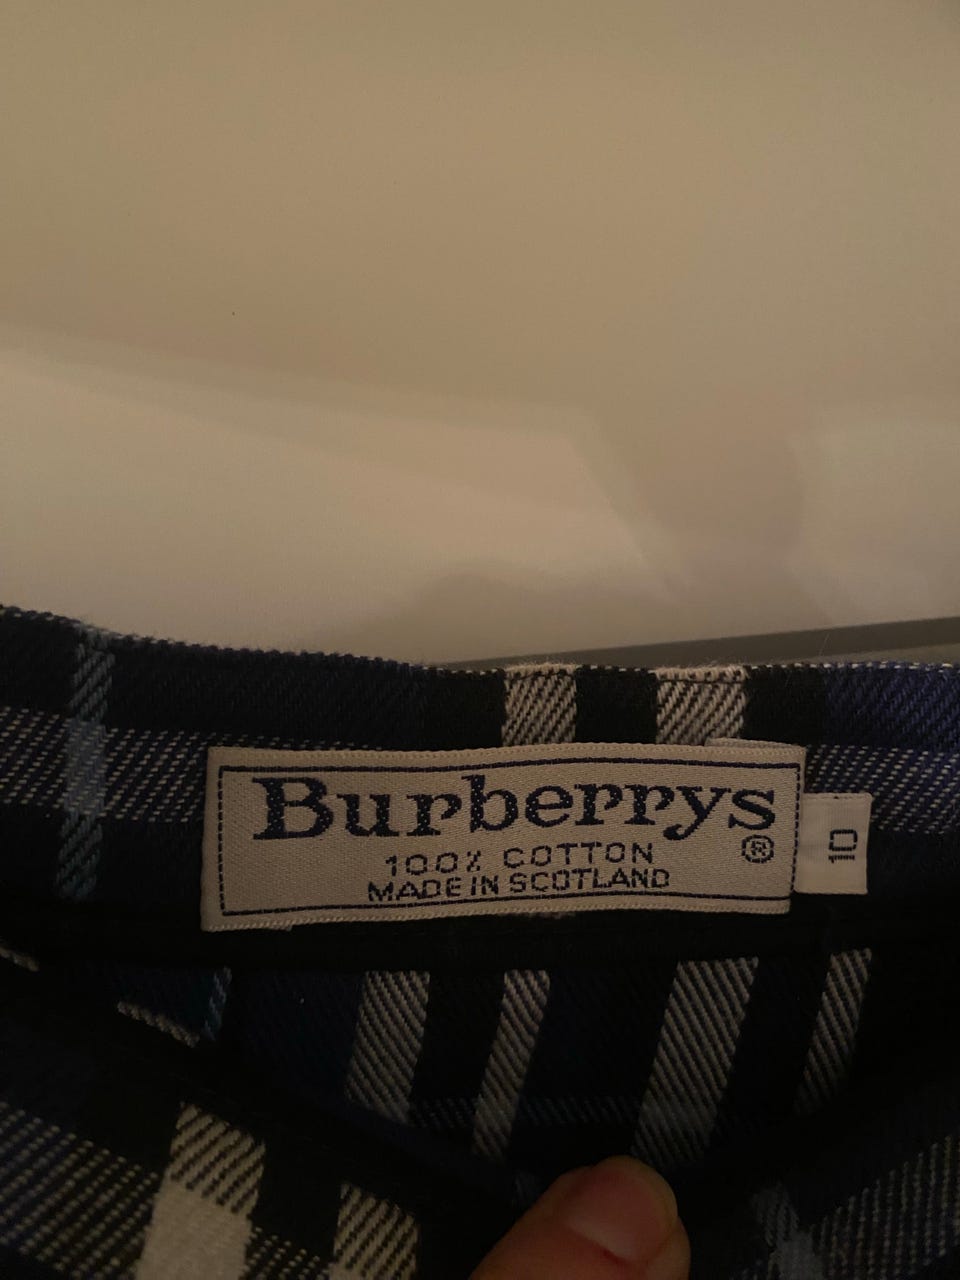 Burberrys
®
100% COTTON
MADE IN SCOTLAND
10